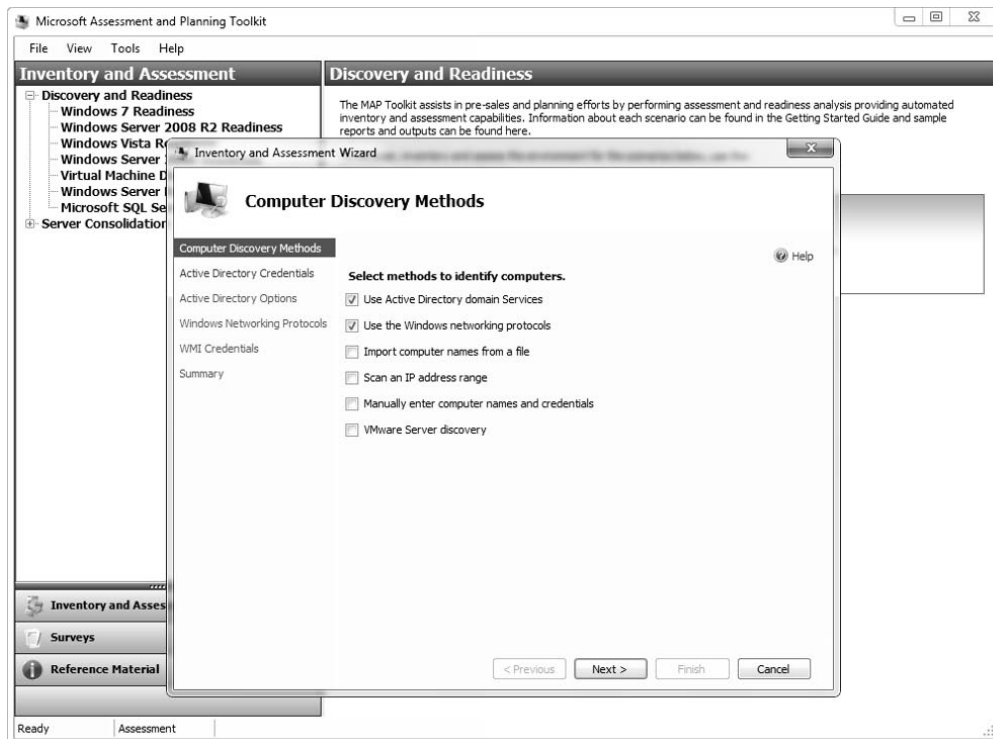 Microsoft Assessment and Planning Toolkit
File View Tools Help
Inventory and Assessment
Discovery and Readiness
Windows 7 Readiness
Windows Server 2008 R2 Readiness
Windows Vista Re
Windows Server
Virtual Machine D
Windows Server
Microsoft SQL Se
Server Consolidation
Discovery and Readiness
The MAP Toolkit assists in pre-sales and planning efforts by performing assessment and readiness analysis providing automated
inventory and assessment capabilities. Information about each scenario can be found in the Getting Started Guide and sample
reports and outputs can be found here.
Inventory and Assessment Wizard
Computer Discovery Methods
Computer Discovery Methods
Active Directory Credentials
Active Directory Options
Windows Networking Protocols
WMI Credentials
Summary
Help
Select methods to identify computers.
Use Active Directory domain Services
Use the Windows networking protocols
Import computer names from a file
Scan an IP address range
Manually enter computer names and credentials
VMware Server discovery
< Previous Next > Finish Cancel
Inventory and Asses
Surveys
Reference Material
Ready Assessment